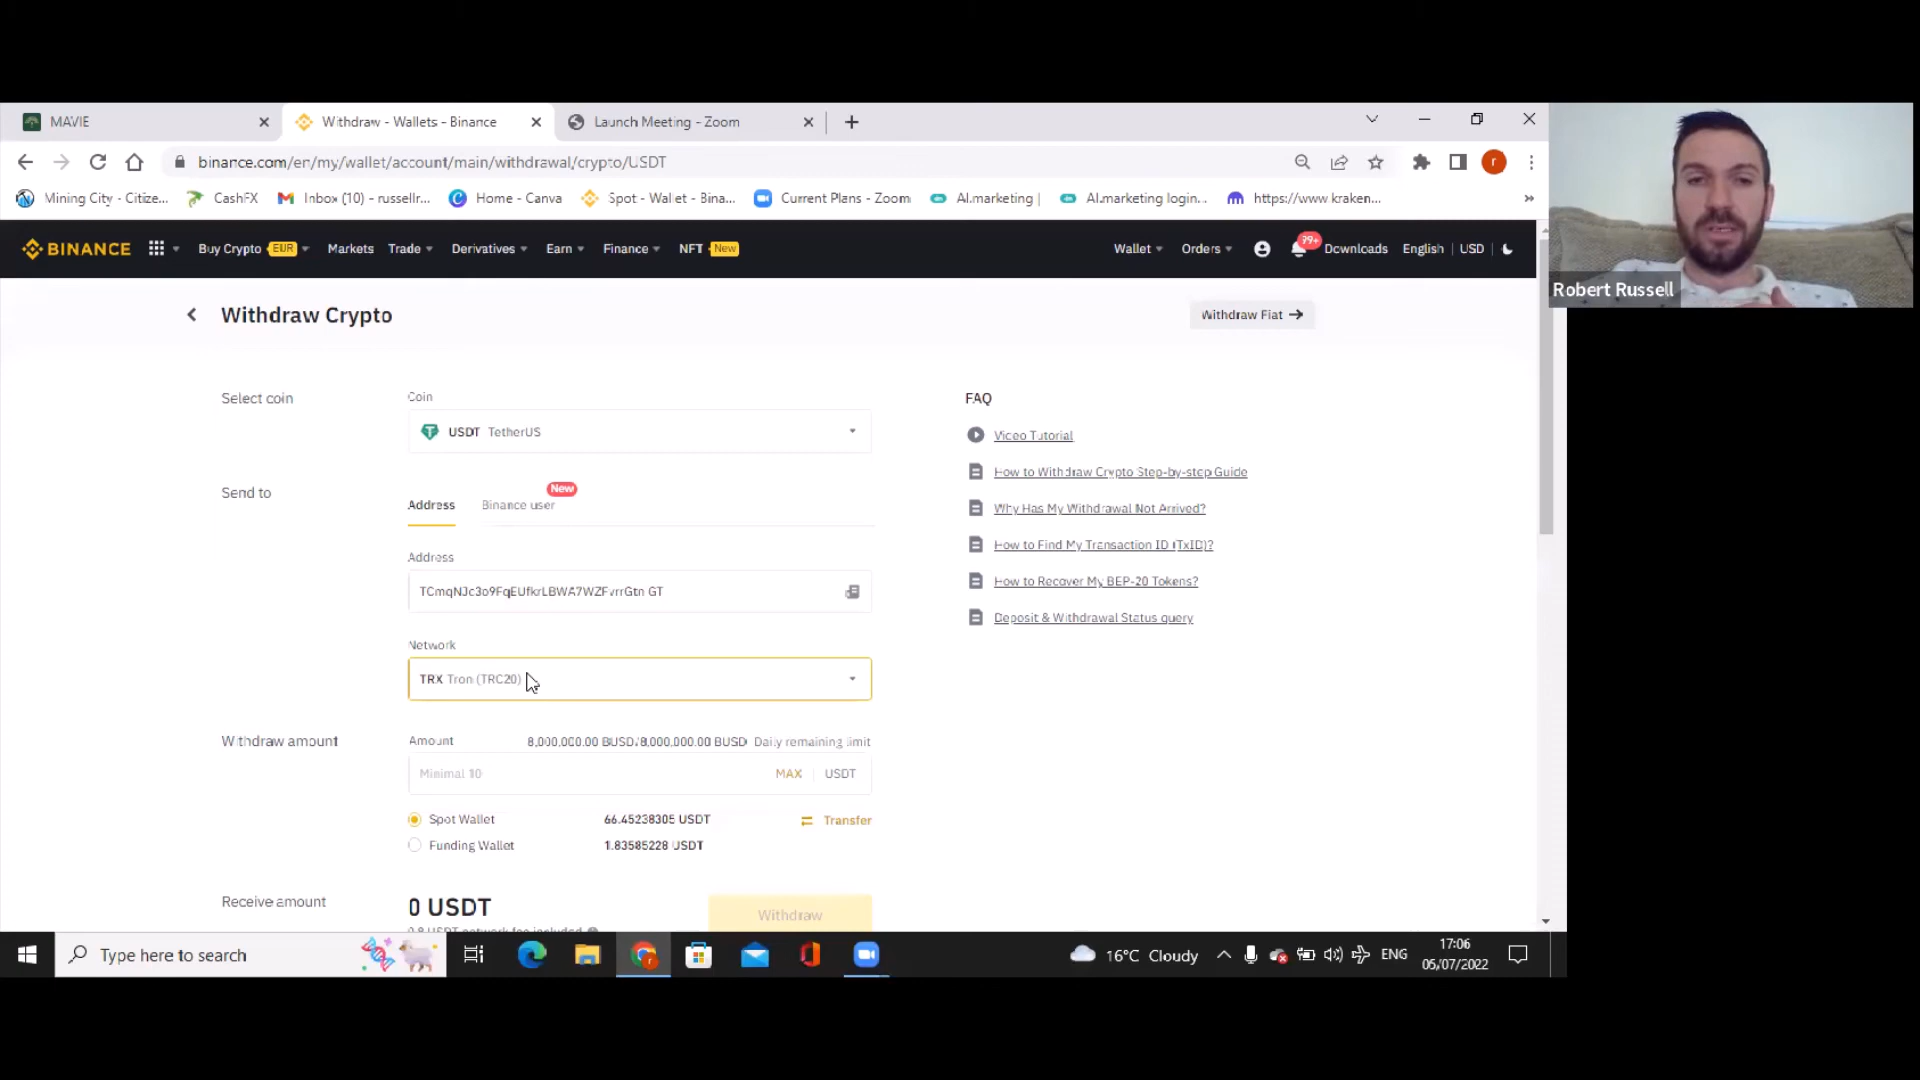 MAVIE
Withdraw - Wallets - Binance
Launch Meeting - Zoom
binance.com/en/my/wallet/account/main/withdrawal/crypto/USDT
Mining City - Citize...
CashFX
Inbox (10) - russellr...
Home - Canva
Spot - Wallet - Bina...
Current Plans - Zoom
AI.marketing |
AI.marketing login...
https://www kraken...
»
r
BINANCE
Buy Crypto EUR
Markets
Trade
Derivatives
Earn
Finance
NFT New
Wallet
Orders
99+
Downloads
English | USD
Robert Russell
Withdraw Crypto
Withdraw Fiat →
Select coin
Coin
USDT TetherUS
Send to
Address
Binance user
New
Address
Network
TRX Tron (TRC20)
Withdraw amount
Amount
8,000,000.00 BUSD/8,000,000.00 BUSD Daily remaining limit
Minimal 10
MAX | USDT
Spot Wallet 66.45238305 USDT
Transfer
Funding Wallet 1.83585228 USDT
Receive amount
0 USDT
0.8 USDT network fee included
Withdraw
FAQ
Video Tutorial
How to Withdraw Crypto Step-by-step Guide
Why Has My Withdrawal Not Arrived?
How to Find My Transaction ID (TxID)?
How to Recover My BEP-20 Tokens?
Deposit & Withdrawal Status query
Type here to search
16°C Cloudy
ENG
17:06
05/07/2022